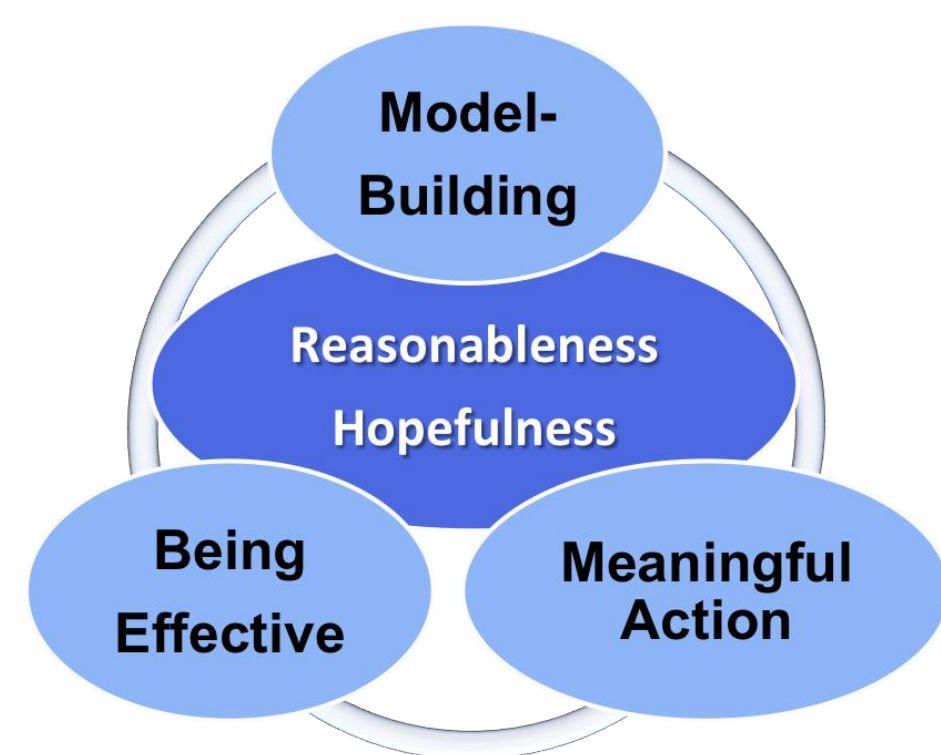 Model-
Building
Reasonableness
Hopefulness
Being
Effective
Meaningful
Action